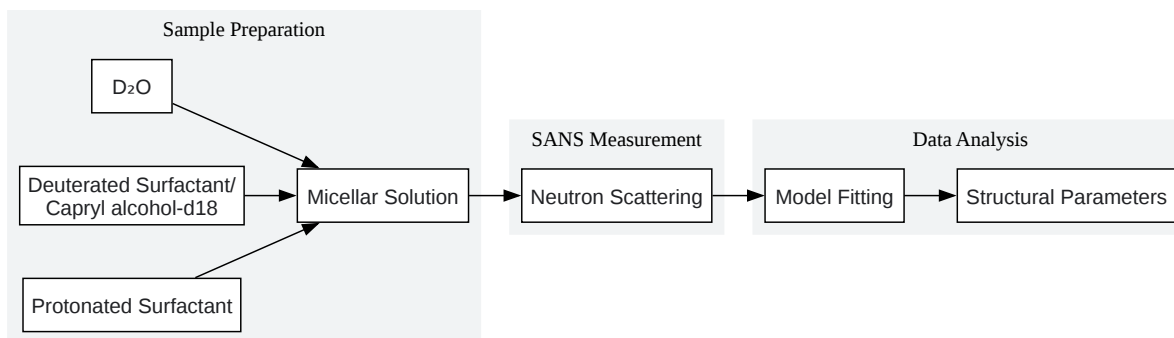 Sample Preparation
D₂O
Deuterated Surfactant/
Capryl alcohol-d18
Protonated Surfactant
Micellar Solution
SANS Measurement
Neutron Scattering
Data Analysis
Model Fitting
Structural Parameters